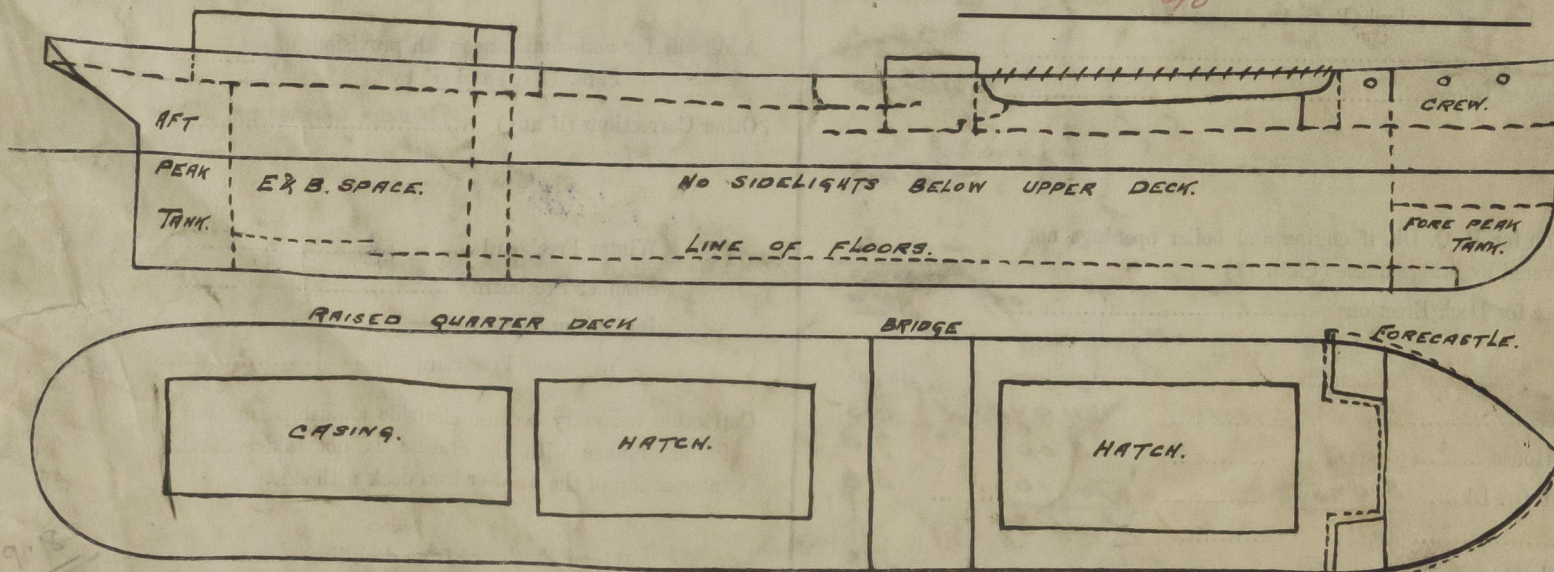 CREW.
AFT
PEAK
TANK.
E & B. SPACE.
NO SIDELIGHTS BELOW UPPER DECK.
FORE PEAK
TANK.
LINE OF FLOORS.
RAISED QUARTER DECK
BRIDGE
FORECASTLE.
CASING.
HATCH.
HATCH.